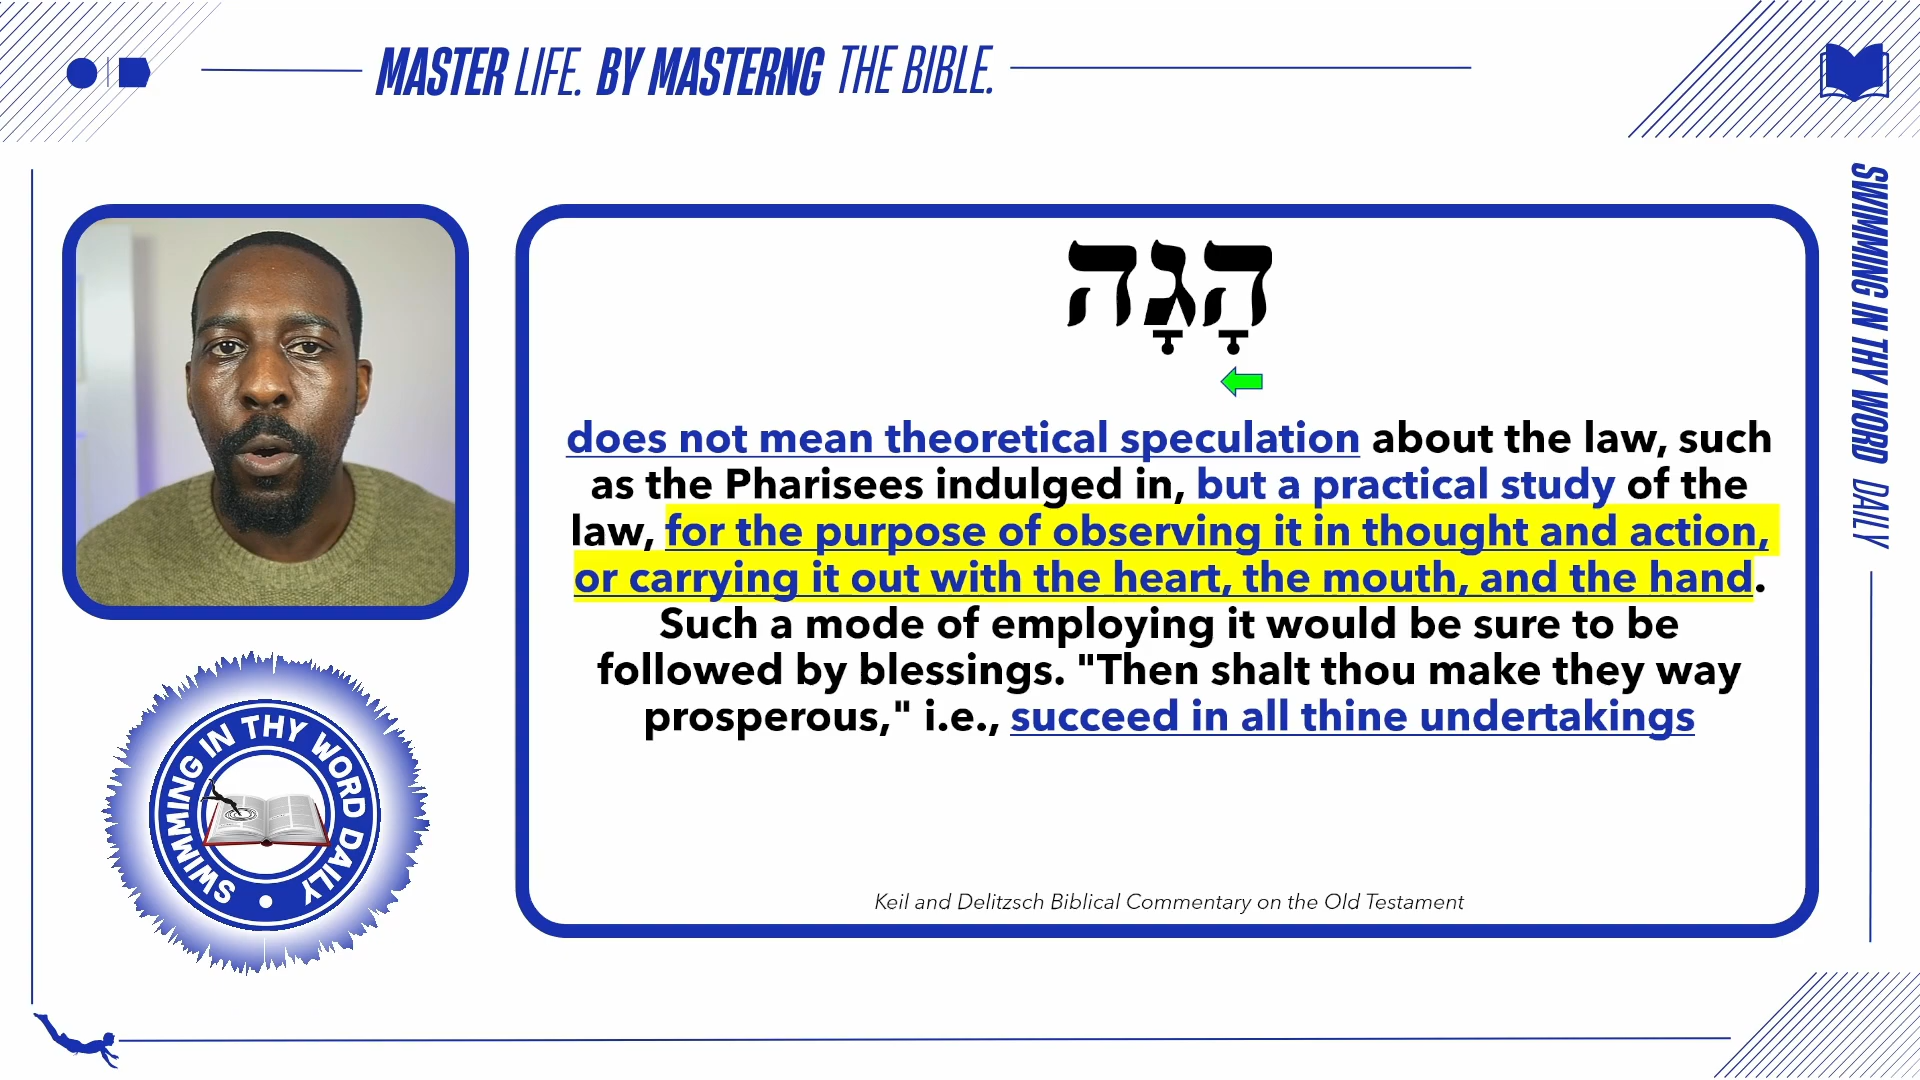 MASTER LIFE. BY MASTERNG THE BIBLE.
SWIMMING IN THY WORD DAILY
הָגָה
does not mean theoretical speculation about the law, such
as the Pharisees indulged in, but a practical study of the
law, for the purpose of observing it in thought and action,
or carrying it out with the heart, the mouth, and the hand.
Such a mode of employing it would be sure to be
followed by blessings. "Then shalt thou make they way
prosperous," i.e., succeed in all thine undertakings
Keil and Delitzsch Biblical Commentary on the Old Testament
SWIMMING IN THY WORD DAILY